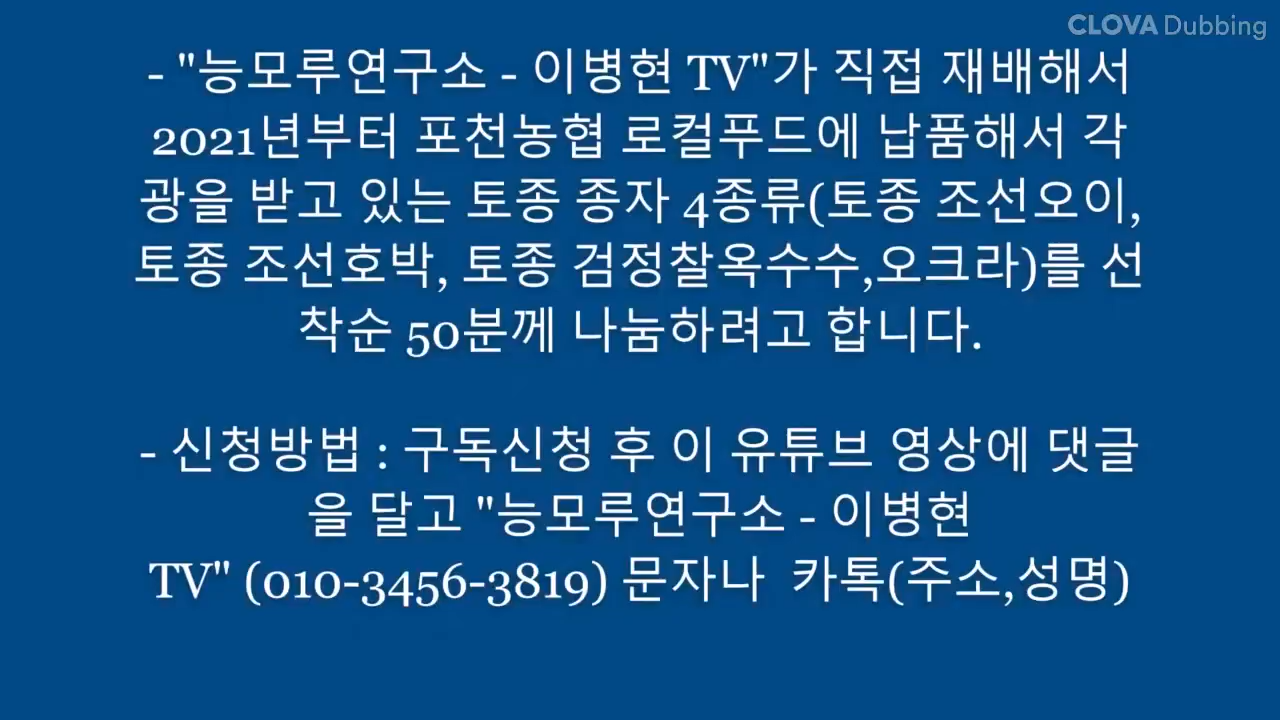 CLOVA Dubbing
- "능모루연구소 - 이병현 TV"가 직접 재배해서
2021년부터 포천농협 로컬푸드에 납품해서 각
광을 받고 있는 토종 종자 4종류(토종 조선오이,
토종 조선호박, 토종 검정찰옥수수,오크라)를 선
착순 50분께 나눔하려고 합니다.
- 신청방법 : 구독신청 후 이 유튜브 영상에 댓글
을 달고 "능모루연구소 - 이병현
TV" (010-3456-3819) 문자나 카톡(주소,성명)